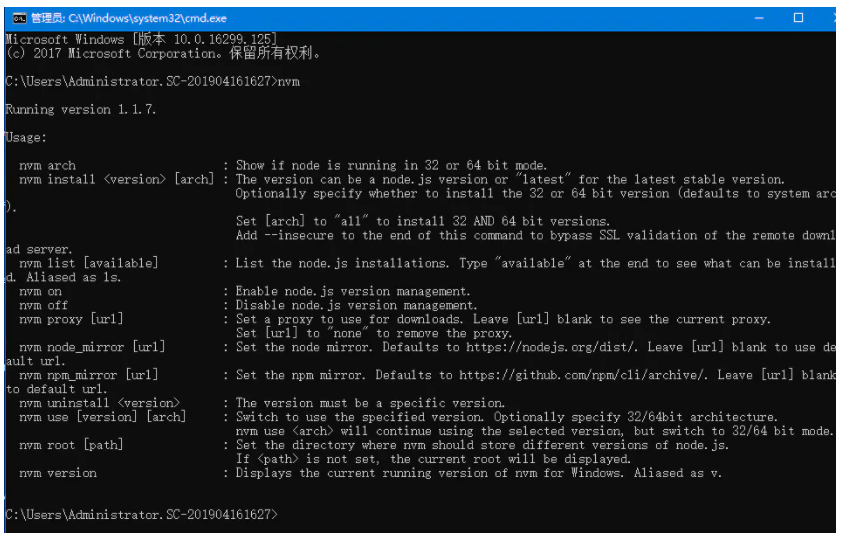 管理员: C:\Windows\system32\cmd.exe
Microsoft Windows [版本 10.0.16299.125]
(c) 2017 Microsoft Corporation。保留所有权利。
C:\Users\Administrator.SC-201904161627>nvm
Running version 1.1.7.
Usage:
nvm arch : Show if node is running in 32 or 64 bit mode.
nvm install <version> [arch] : The version can be a node.js version or "latest" for the latest stable version.
Optionally specify whether to install the 32 or 64 bit version (defaults to system arc
).
Set [arch] to "all" to install 32 AND 64 bit versions.
Add --insecure to the end of this command to bypass SSL validation of the remote downl
ad server.
nvm list [available] : List the node.js installations. Type "available" at the end to see what can be install
d. Aliased as ls.
nvm on : Enable node.js version management.
nvm off : Disable node.js version management.
nvm proxy [url] : Set a proxy to use for downloads. Leave [url] blank to see the current proxy.
Set [url] to "none" to remove the proxy.
nvm node_mirror [url] : Set the node mirror. Defaults to https://nodejs.org/dist/. Leave [url] blank to use de
ault url.
nvm npm_mirror [url] : Set the npm mirror. Defaults to https://github.com/npm/cli/archive/. Leave [url] blank
to default url.
nvm uninstall <version> : The version must be a specific version.
nvm use [version] [arch] : Switch to use the specified version. Optionally specify 32/64bit architecture.
nvm use <arch> will continue using the selected version, but switch to 32/64 bit mode.
nvm root [path] : Set the directory where nvm should store different versions of node.js.
If <path> is not set, the current root will be displayed.
nvm version : Displays the current running version of nvm for Windows. Aliased as v.
C:\Users\Administrator.SC-201904161627>